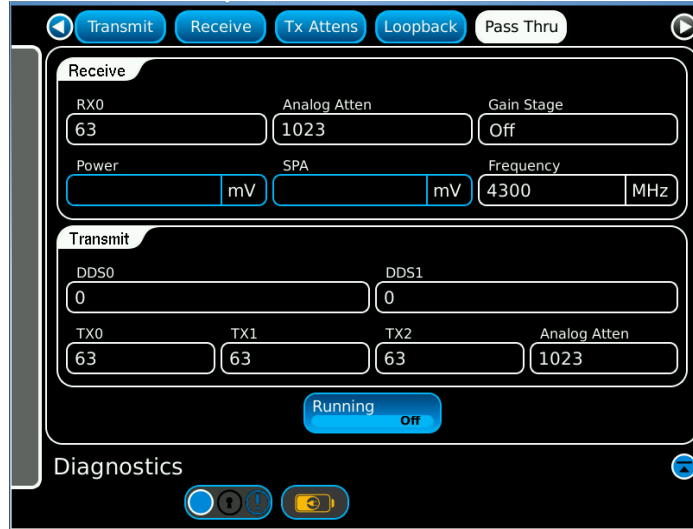 Transmit Receive Tx Attens Loopback Pass Thru
Receive
RX0 Analog Atten Gain Stage
63 1023 Off
Power SPA Frequency
mV mV 4300 MHz
Transmit
DDS0 DDS1
0 0
TX0 TX1 TX2 Analog Atten
63 63 63 1023
Running
Off
Diagnostics